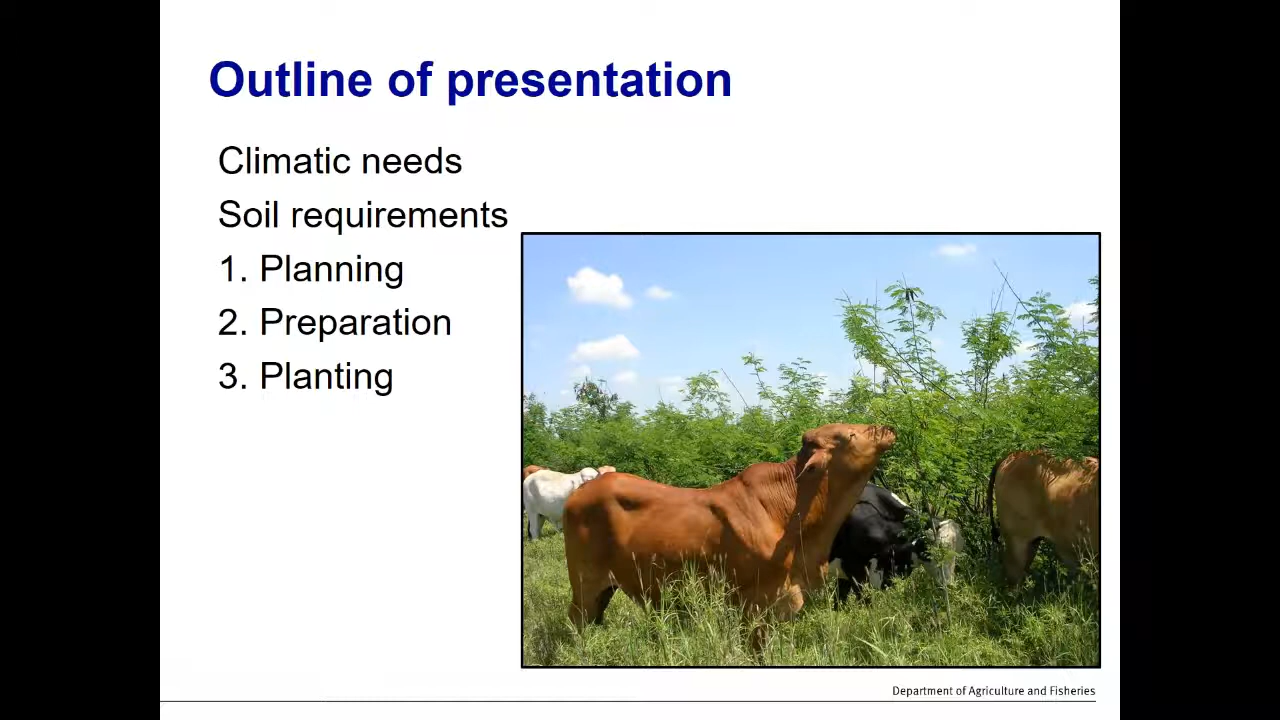 Outline of presentation
Climatic needs
Soil requirements
1. Planning
2. Preparation
3. Planting
Department of Agriculture and Fisheries